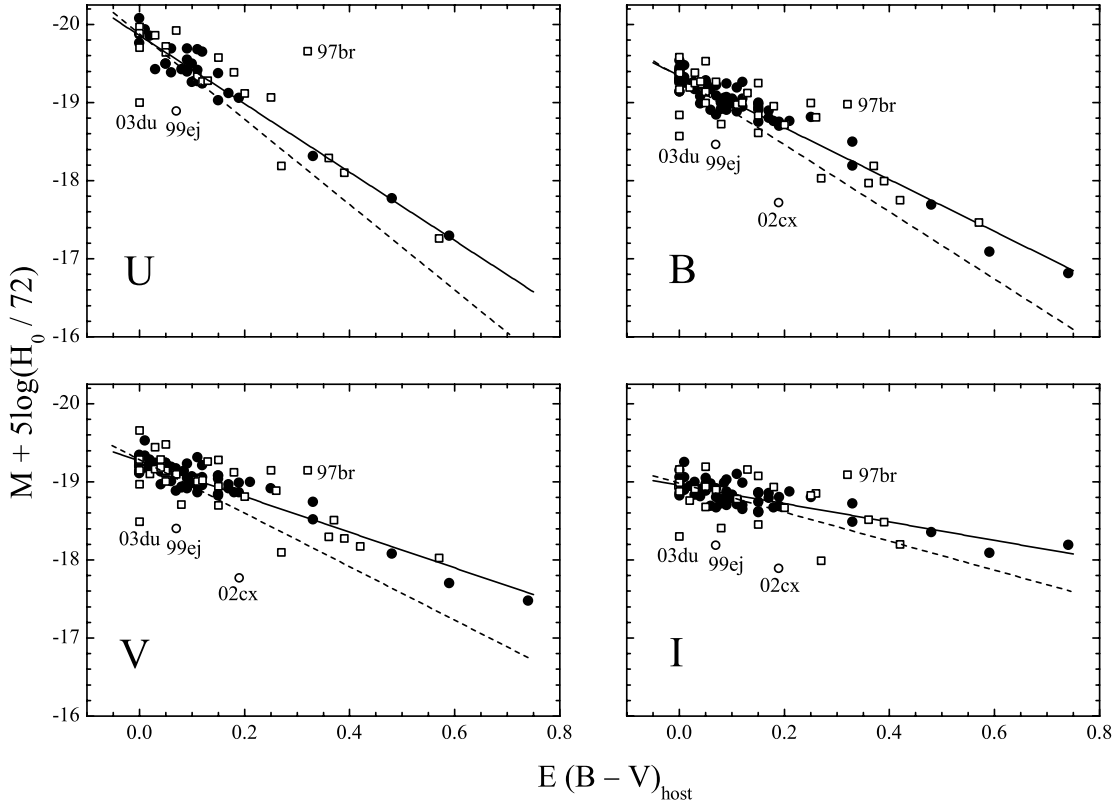 -20
-19
-18
-17
-16
97br
03du
99ej
U
97br
03du
99ej
02cx
B
M + 5log(H0 / 72)
-20
-19
-18
-17
-16
97br
03du
99ej
02cx
V
97br
03du
99ej
02cx
I
0.0 0.2 0.4 0.6 0.8
0.0 0.2 0.4 0.6 0.8
E (B – V)host